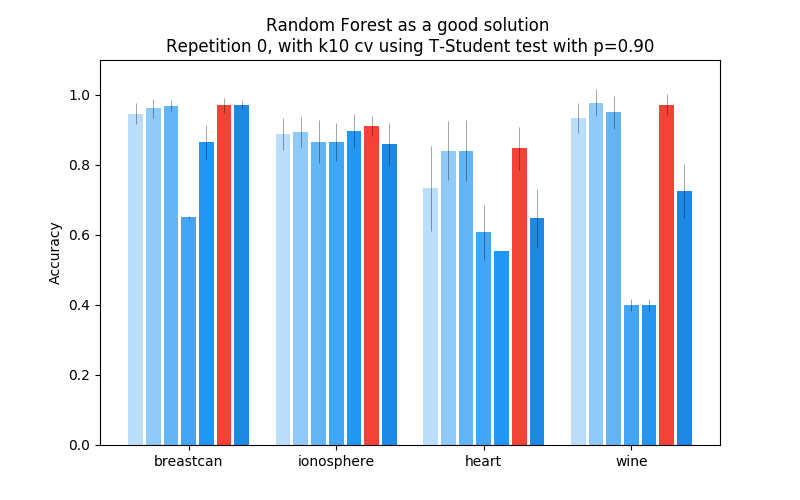 Random Forest as a good solution
Repetition 0, with k10 cv using T-Student test with p=0.90
1.0
0.8
0.6
0.4
0.2
0.0
Accuracy
breastcan
ionosphere
heart
wine